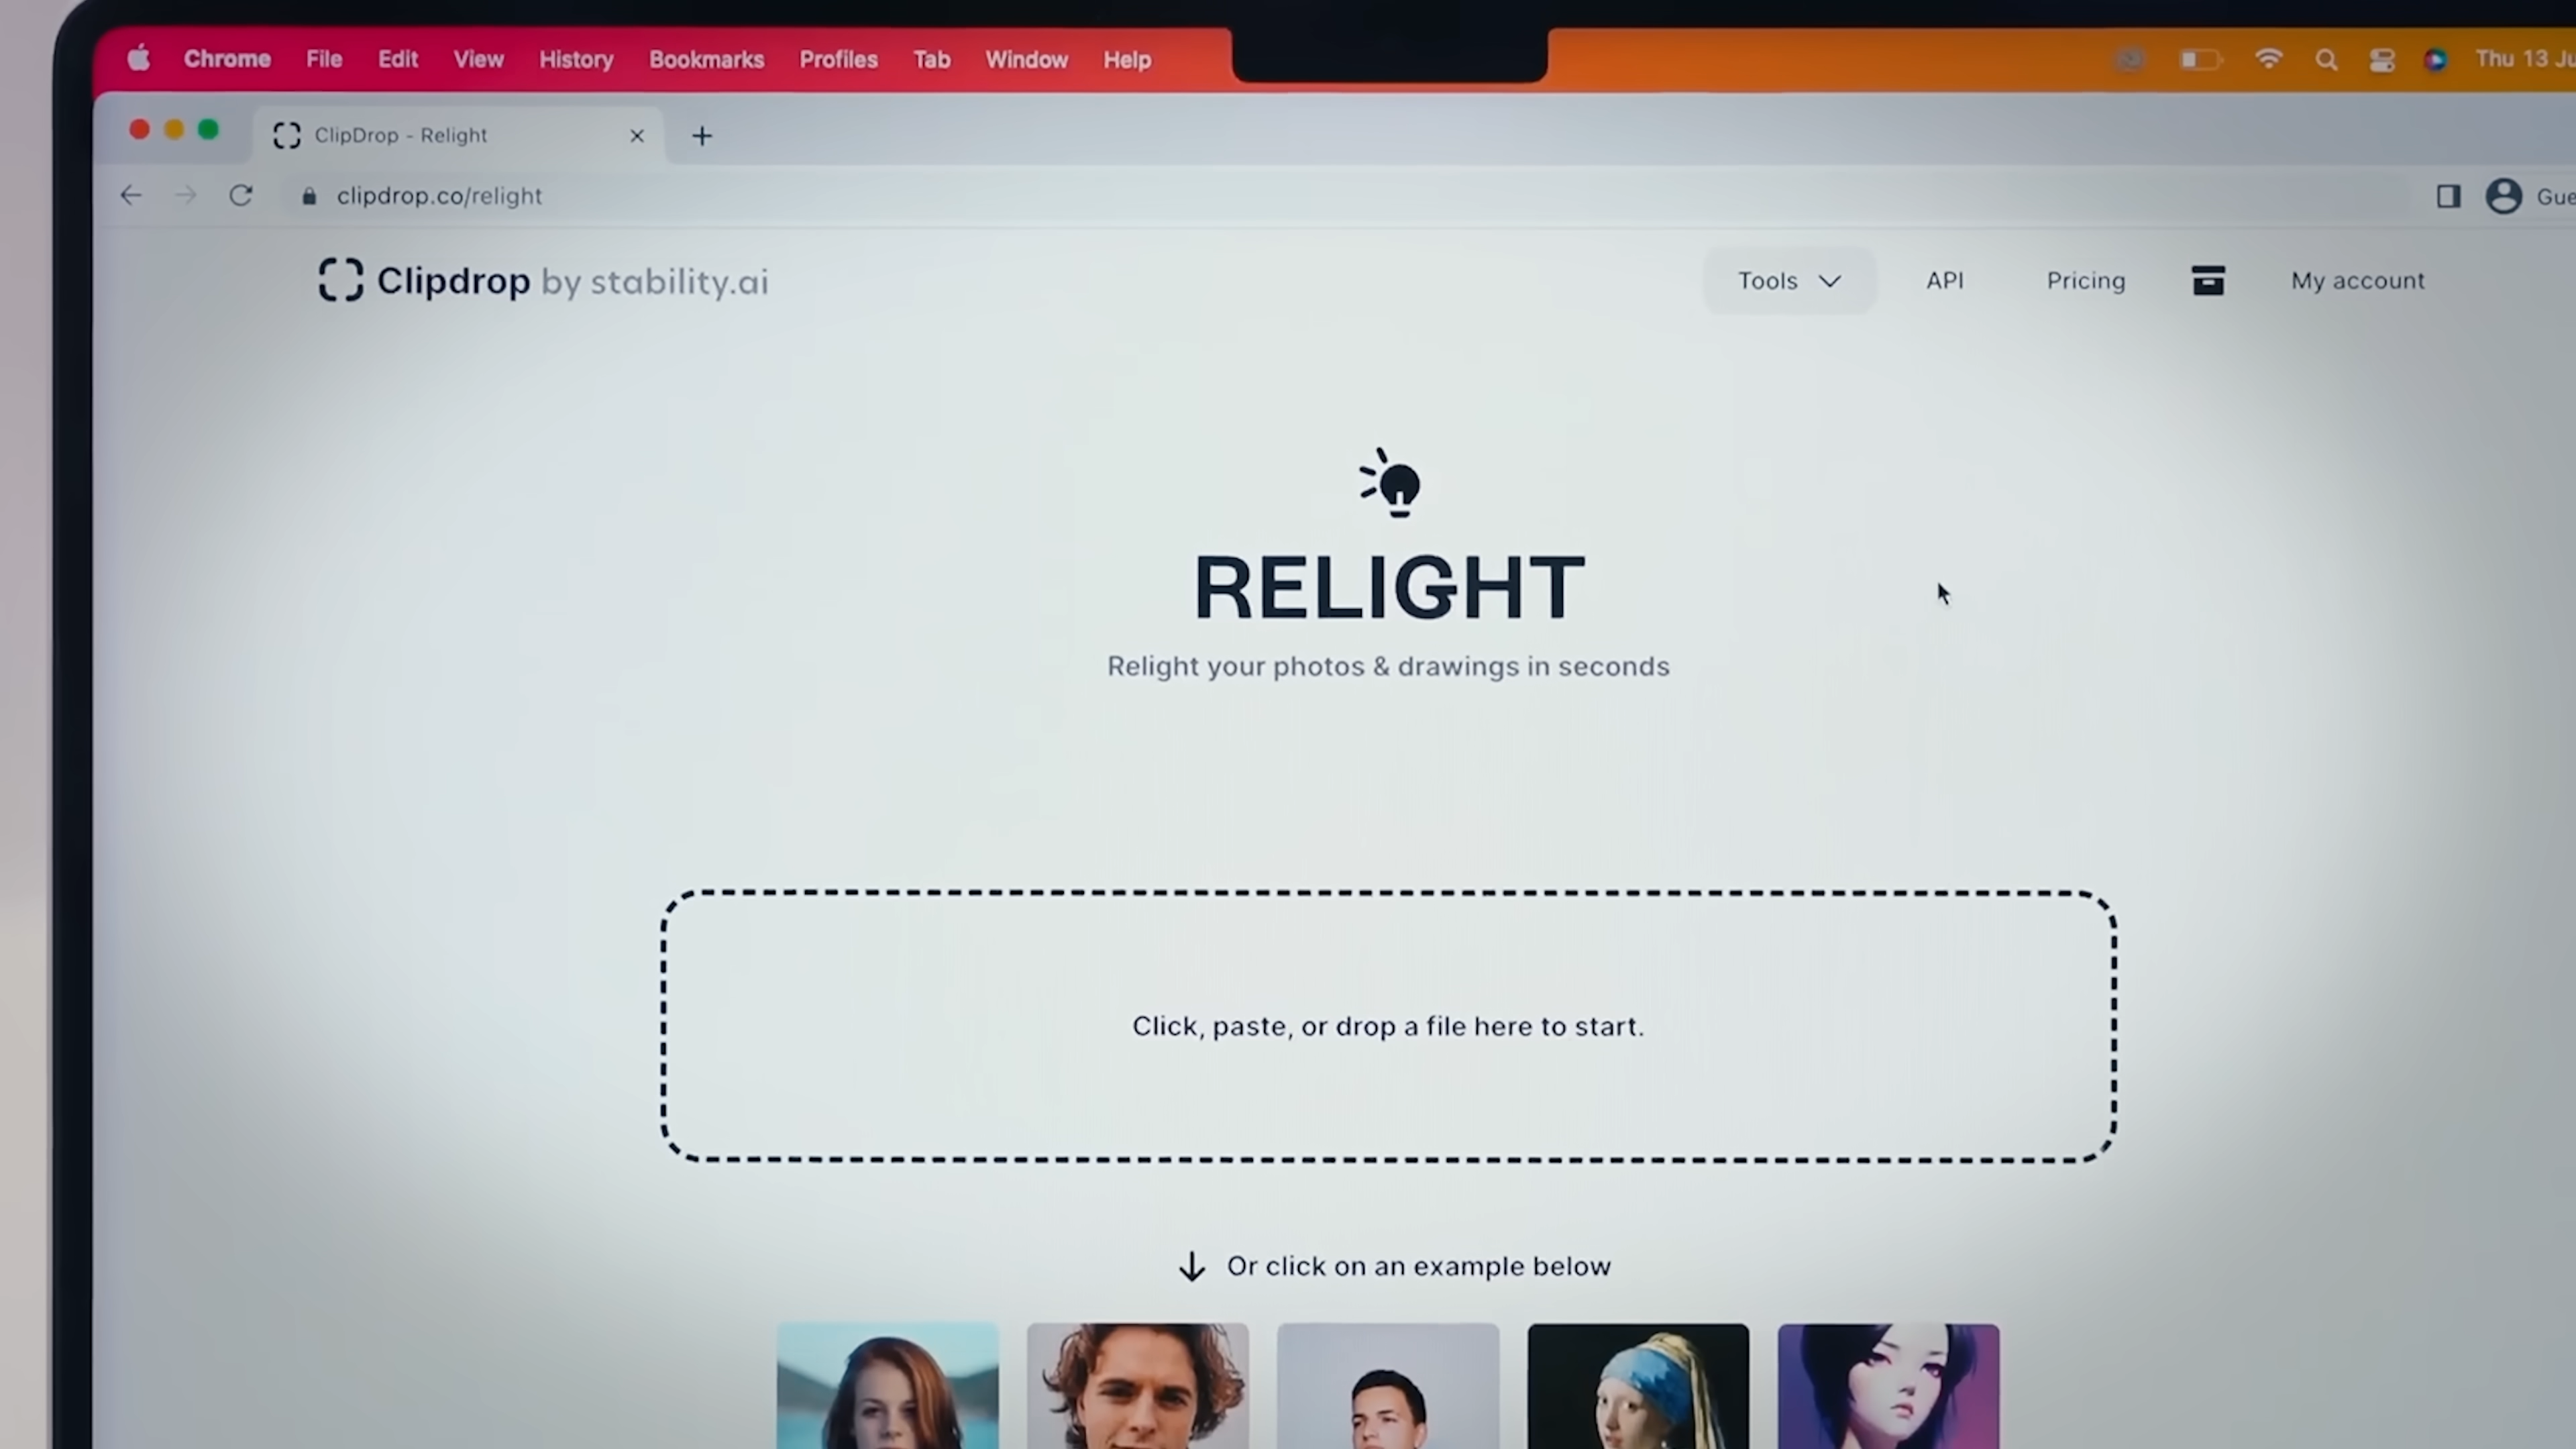 Chrome File Edit View History Bookmarks Profiles Tab Window Help Thu 13
ClipDrop - Relight
clipdrop.co/relight
Clipdrop by stability.ai Tools API Pricing My account
RELIGHT
Relight your photos & drawings in seconds
Click, paste, or drop a file here to start.
Or click on an example below